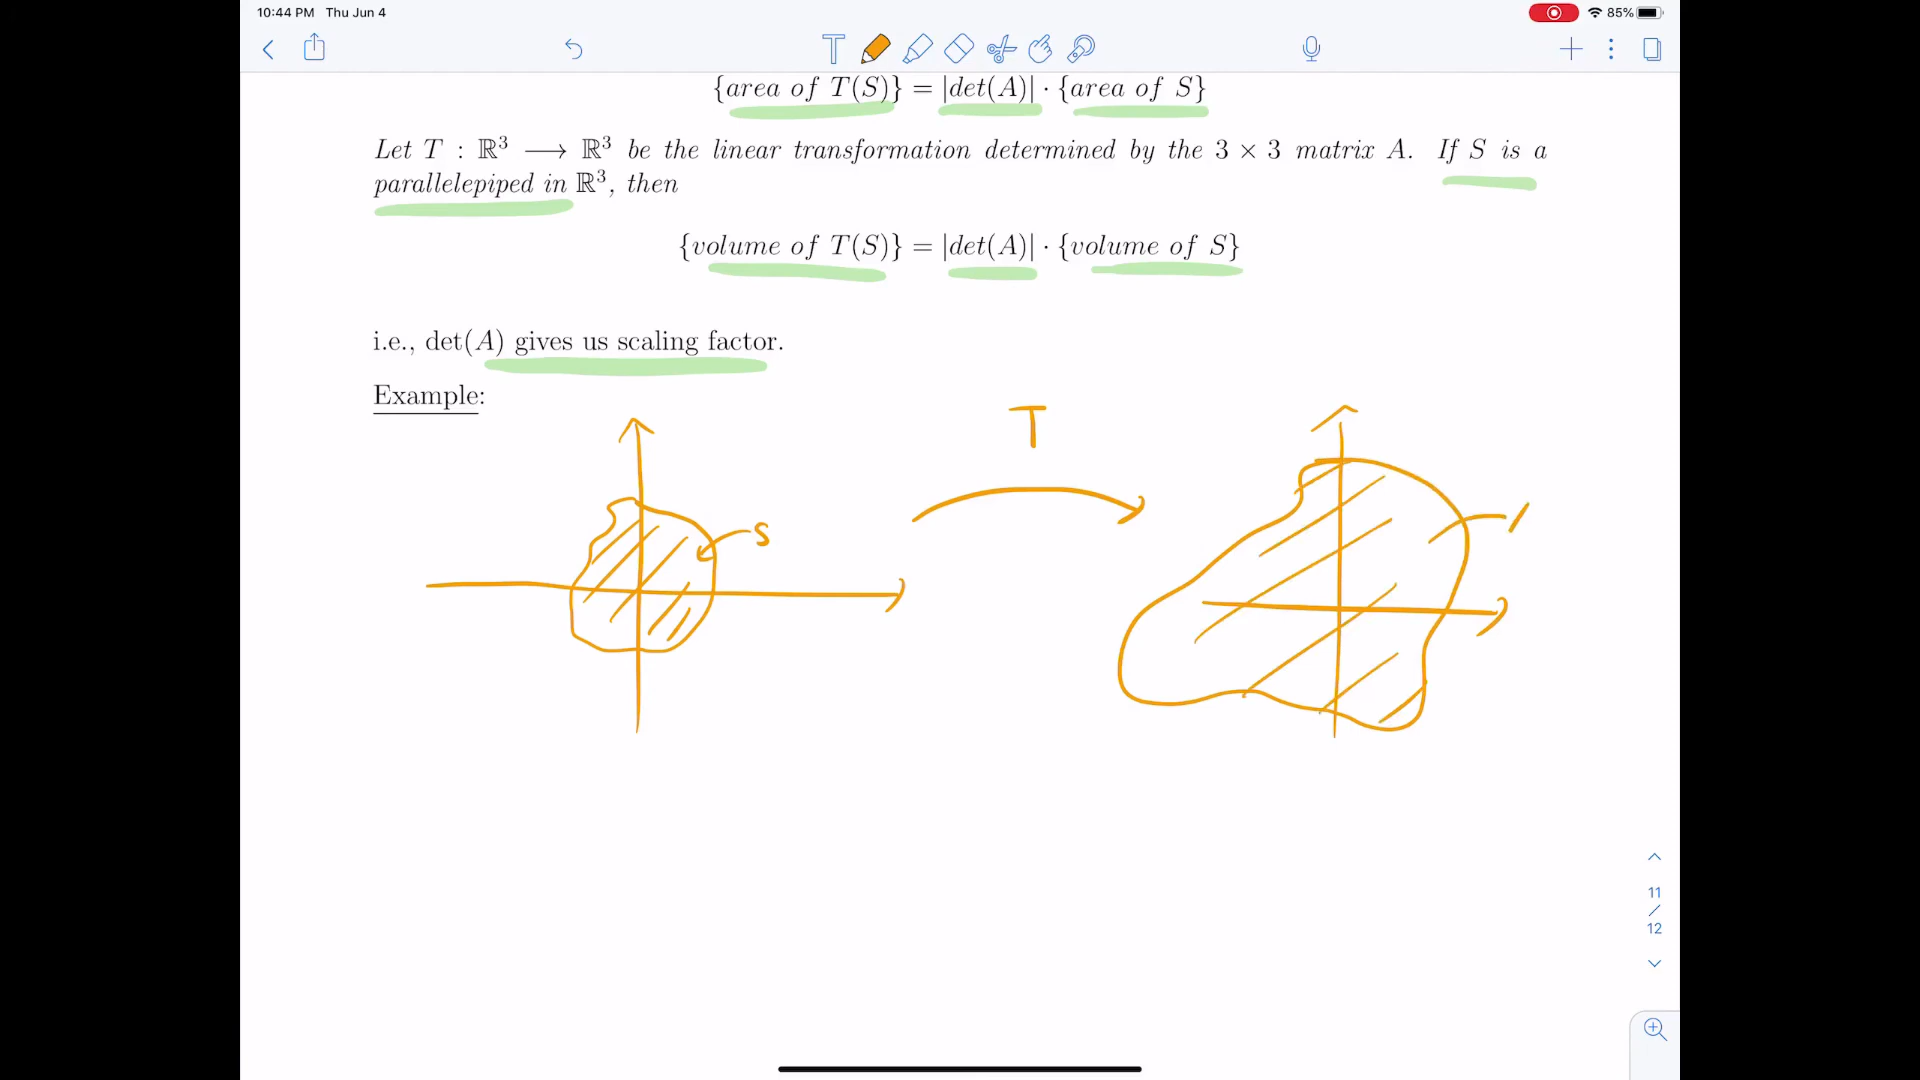 10:44 PM Thu Jun 4
85%
{area of T(S)} = |det(A)| · {area of S}
Let T : ℝ³ ⟶ ℝ³ be the linear transformation determined by the 3 × 3 matrix A. If S is a
parallelepiped in ℝ³, then
{volume of T(S)} = |det(A)| · {volume of S}
i.e., det(A) gives us scaling factor.
Example:
T
S
11
/
12